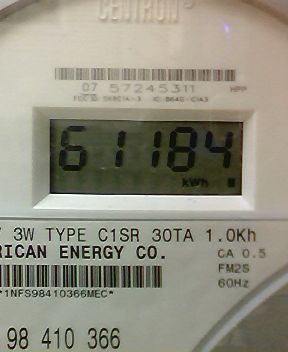 CENTRON
07 57245311 HPP
61184
kWh
3W TYPE C1SR 30TA 1.0Kh
RICAN ENERGY CO. CA 0.5
FM2S
*1NFS98410366MEC* 60Hz
98 410 366